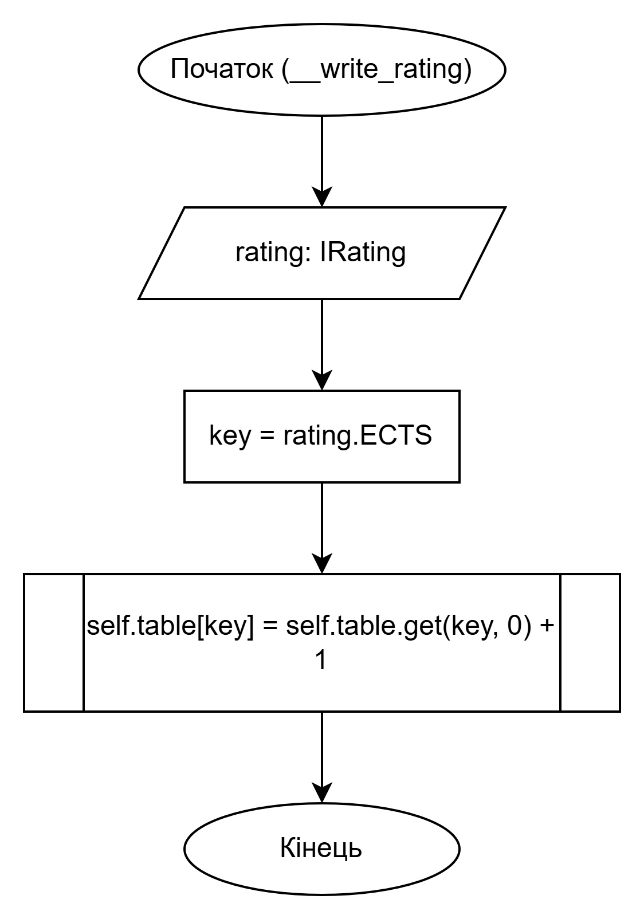 Початок (__write_rating)
rating: IRating
key = rating.ECTS
self.table[key] = self.table.get(key, 0) +
1
Кінець